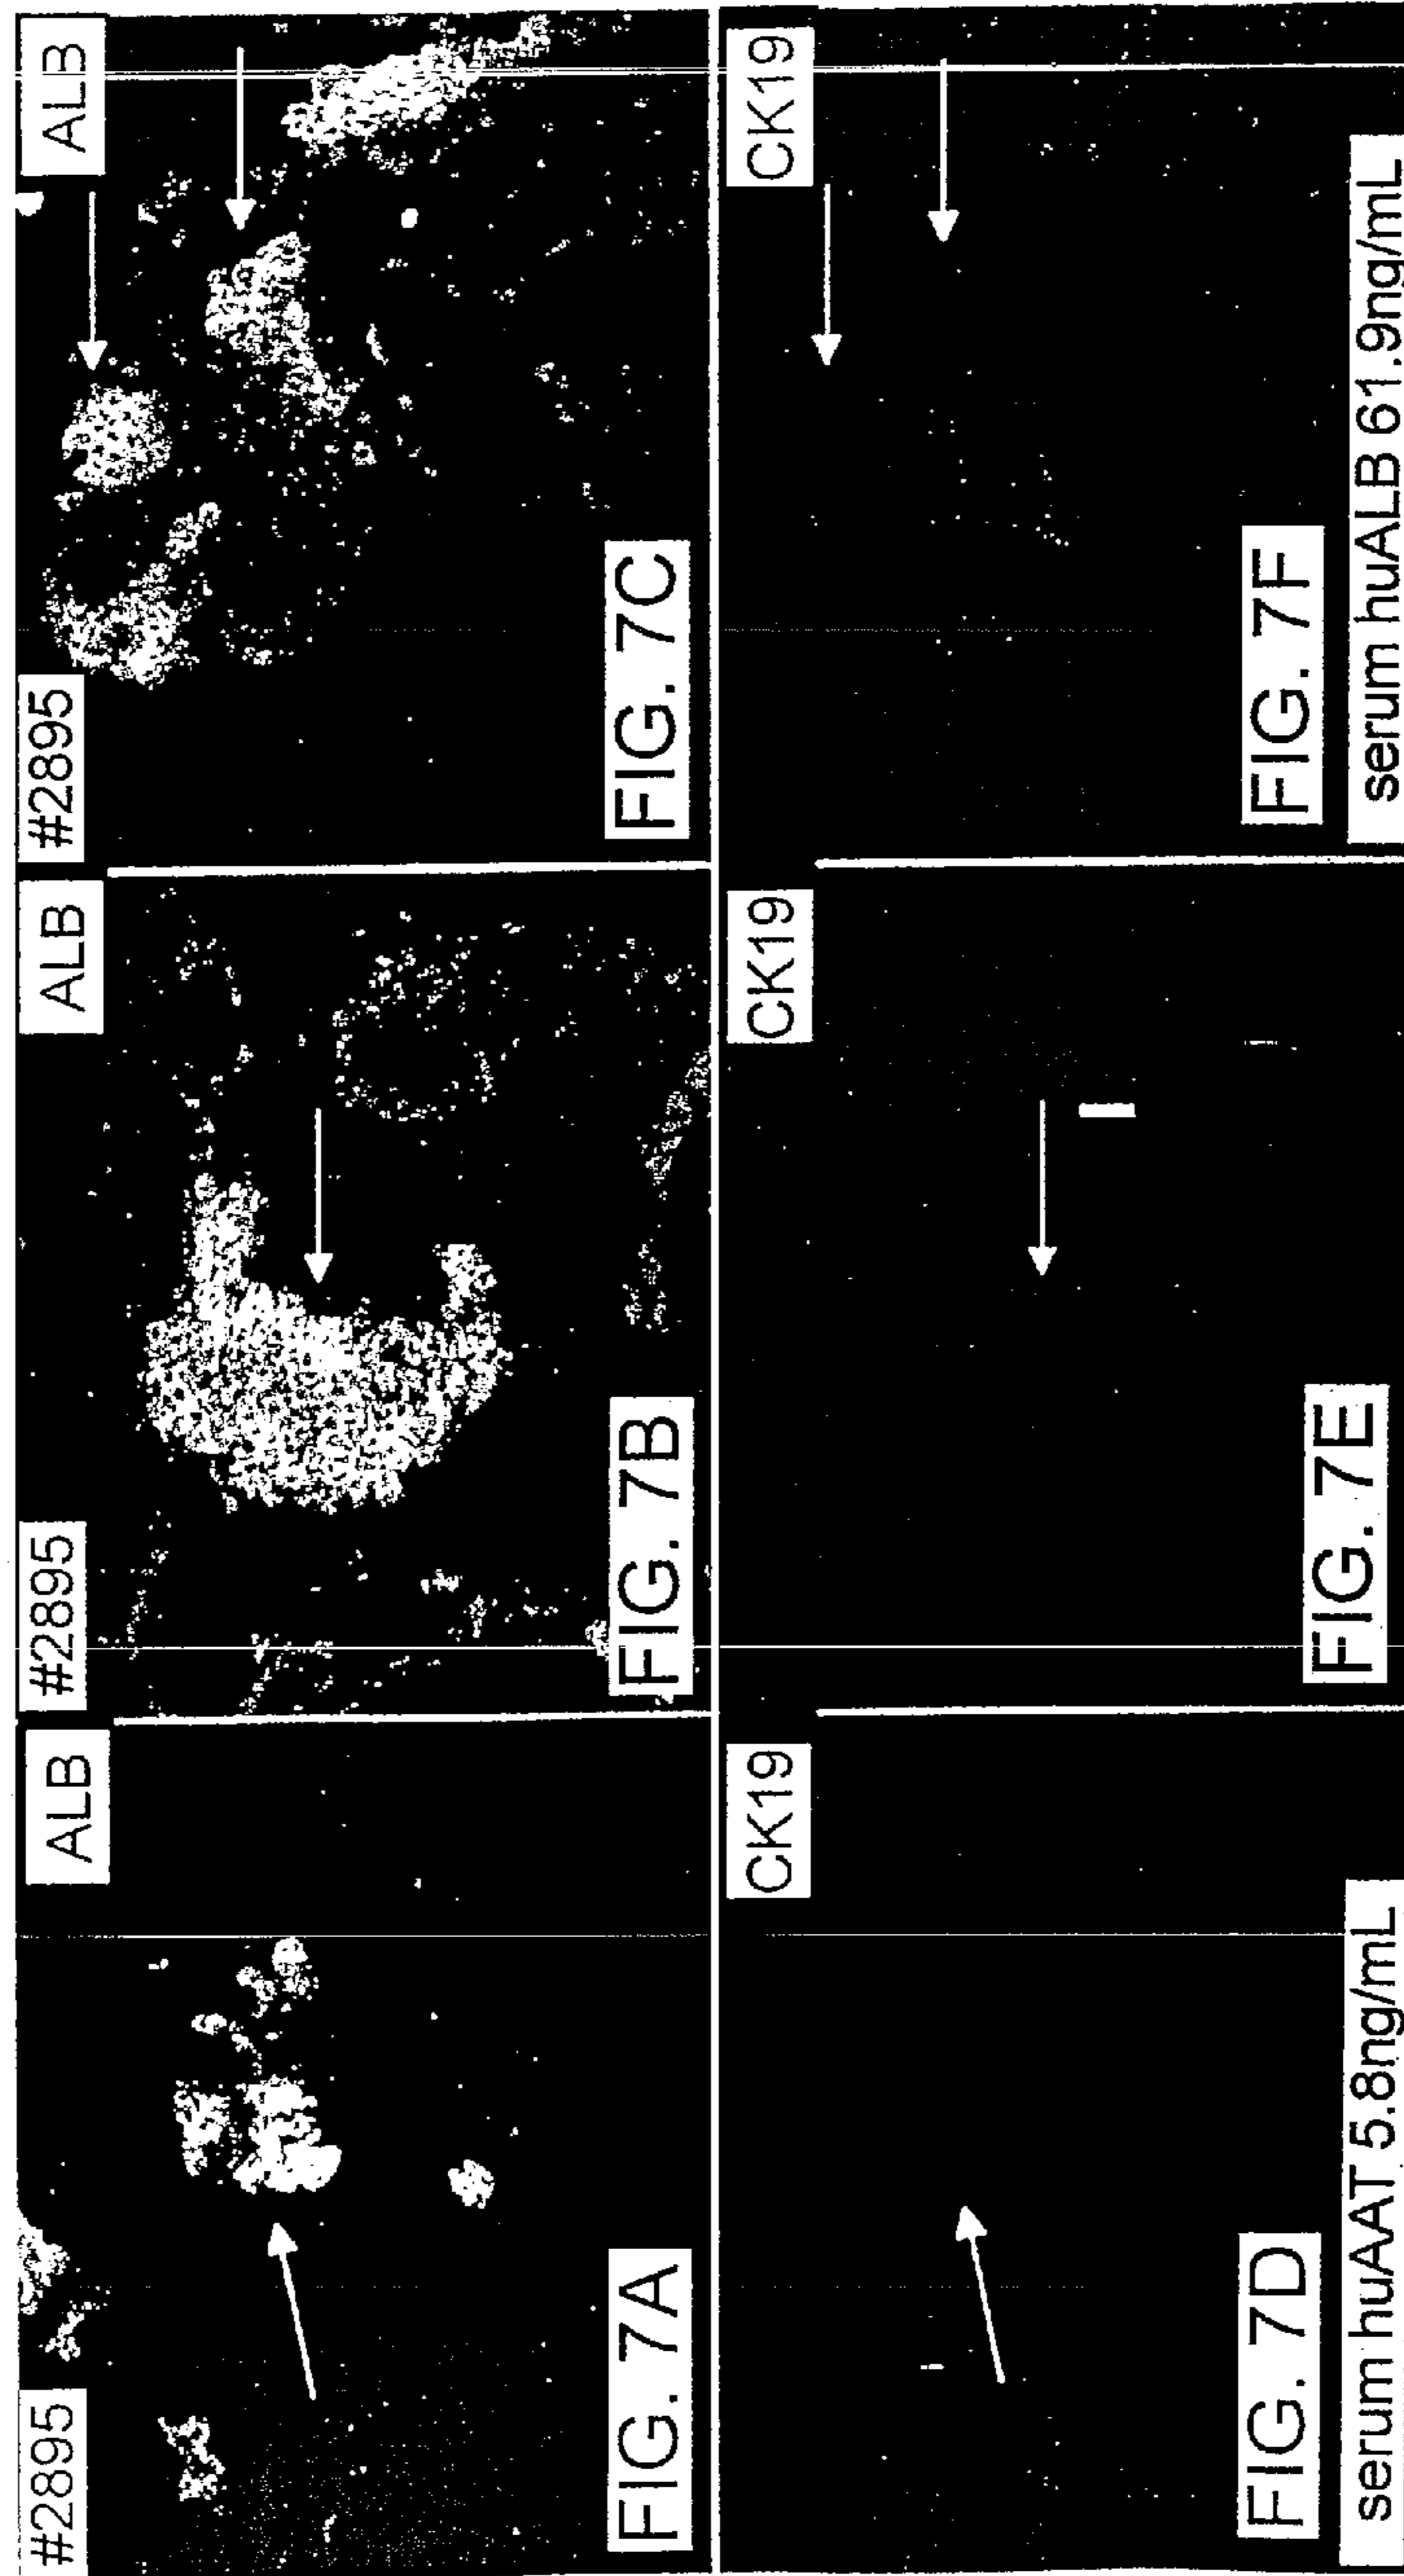 #2895
ALB
#2895
ALB
#2895
ALB
FIG. 7A
FIG. 7B
FIG. 7C
CK19
CK19
CK19
FIG. 7D
FIG. 7E
FIG. 7F
serum huAAT 5.8ng/mL
serum huALB 61.9ng/mL